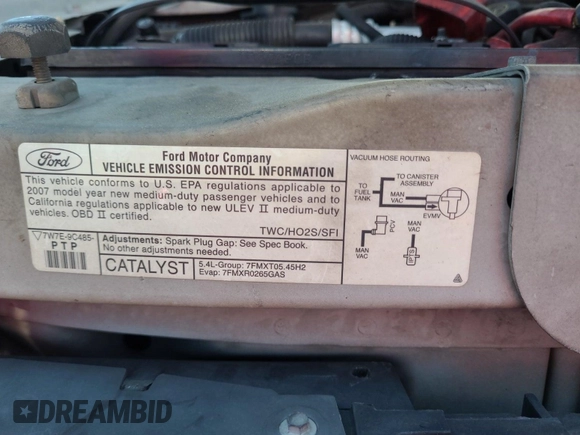 Ford
Ford Motor Company
VEHICLE EMISSION CONTROL INFORMATION
This vehicle conforms to U.S. EPA regulations applicable to
2007 model year new medium-duty passenger vehicles and to
California regulations applicable to new ULEV II medium-duty
vehicles. OBD II certified.
TWC/HO2S/SFI
7W7E-9C485-
PTP
Adjustments: Spark Plug Gap: See Spec Book.
No other adjustments needed.
CATALYST
5.4L-Group: 7FMXT05.45H2
Evap: 7FMXR0265GAS
VACUUM HOSE ROUTING
TO CANISTER
ASSEMBLY
TO
FUEL
TANK
MAN
VAC
EVMV
PCV
MAN
VAC
MAN
VAC
IPTS
DREAMBID